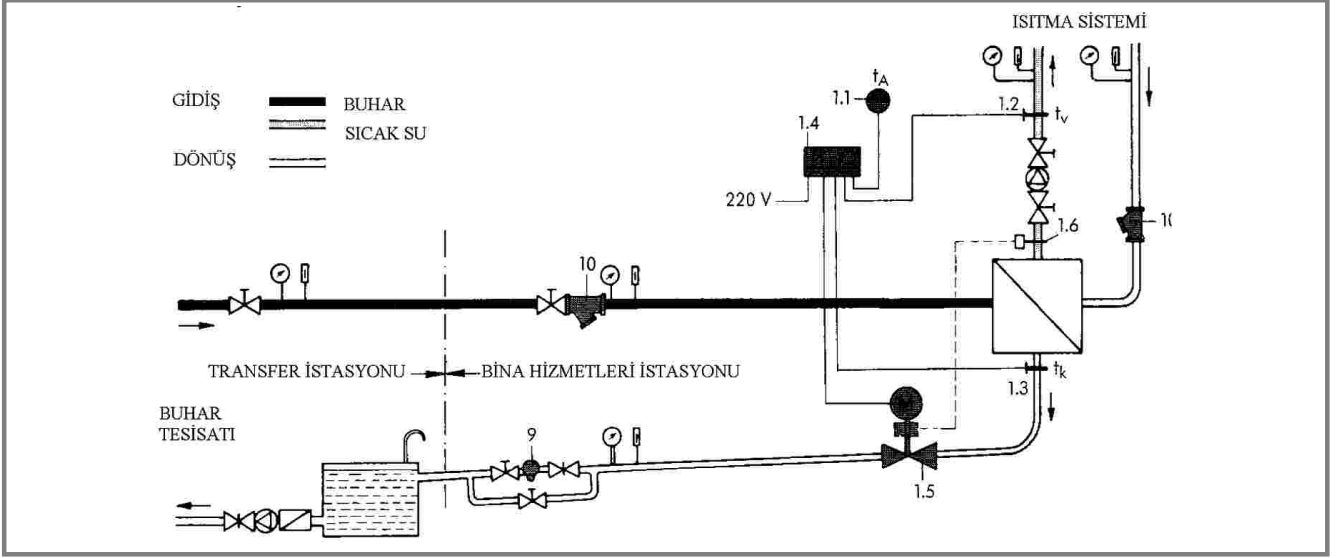 ISITMA SİSTEMİ
GİDİŞ
BUHAR
SICAK SU
DÖNÜŞ
tA
1.1
1.2
tv
1.4
220 V
1.6
10
10
TRANSFER İSTASYONU
BİNA HİZMETLERİ İSTASYONU
1.3
tk
M
BUHAR
TESİSATI
9
1.5